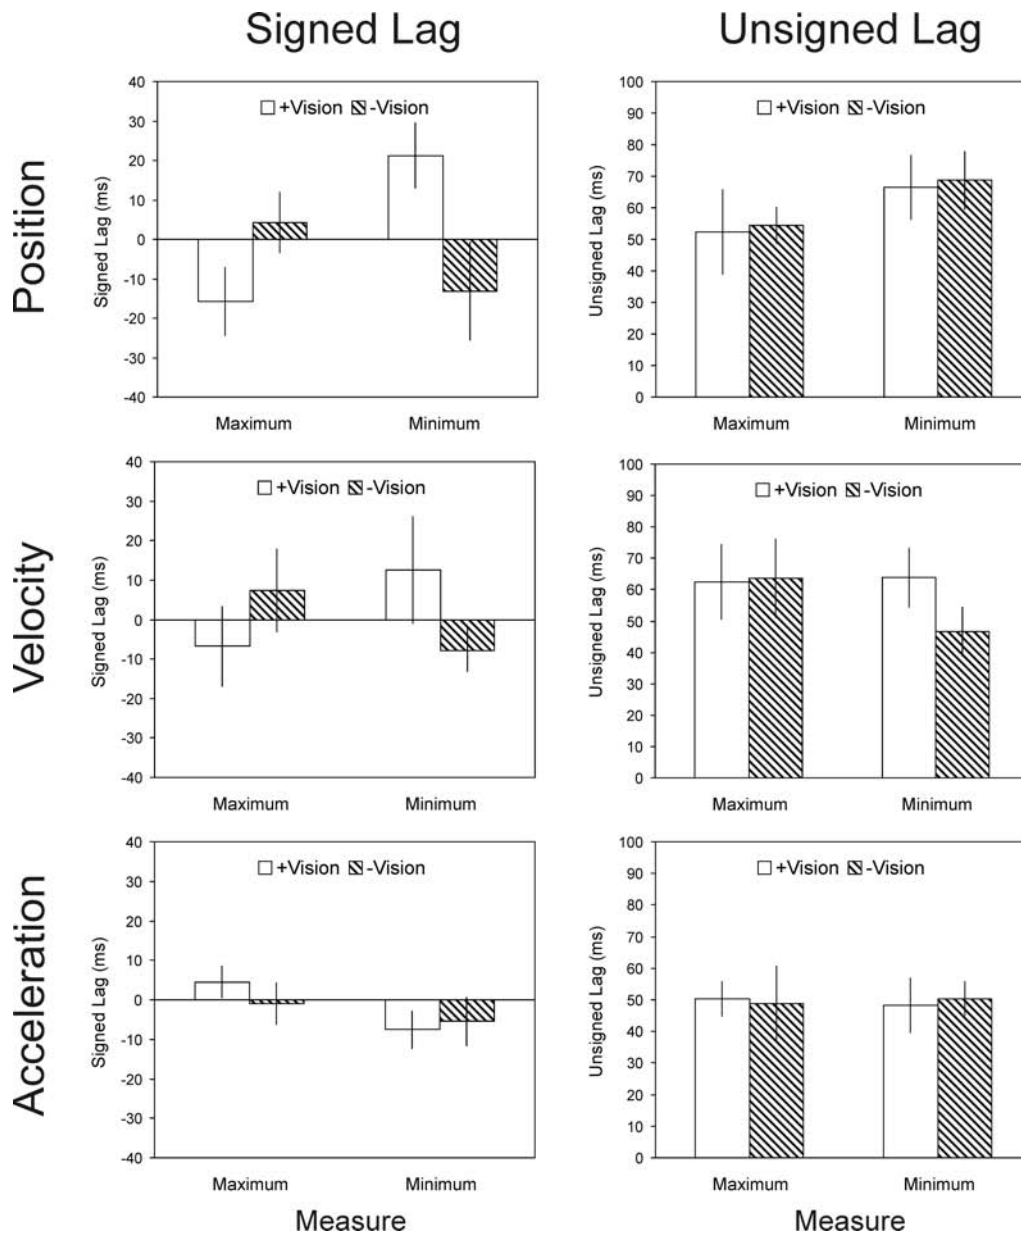 Signed Lag
Unsigned Lag
Position
Signed Lag (ms)
40
30
20
10
0
-10
-20
-30
-40
+Vision -Vision
Maximum Minimum
Unsigned Lag (ms)
100
90
80
70
60
50
40
30
20
10
0
+Vision -Vision
Maximum Minimum
Velocity
Signed Lag (ms)
40
30
20
10
0
-10
-20
-30
-40
+Vision -Vision
Maximum Minimum
Unsigned Lag (ms)
100
90
80
70
60
50
40
30
20
10
0
+Vision -Vision
Maximum Minimum
Acceleration
Signed Lag (ms)
40
30
20
10
0
-10
-20
-30
-40
+Vision -Vision
Maximum Minimum
Measure
Unsigned Lag (ms)
100
90
80
70
60
50
40
30
20
10
0
+Vision -Vision
Maximum Minimum
Measure